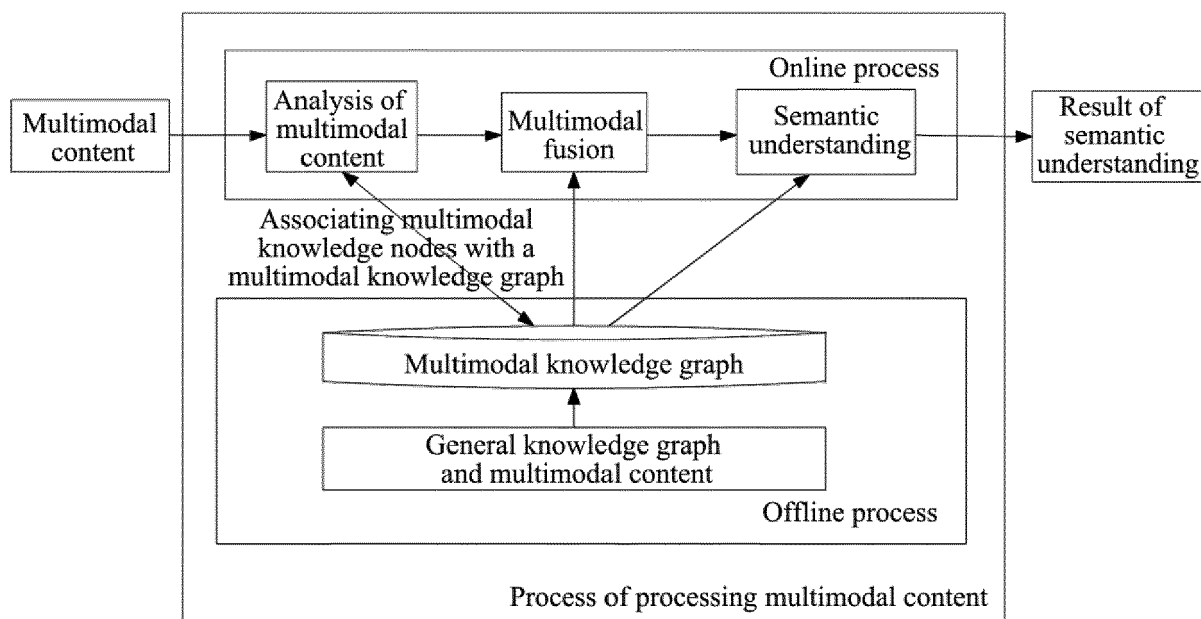 Online process
Multimodal
content
Analysis of
multimodal
content
Multimodal
fusion
Semantic
understanding
Result of
semantic
understanding
Associating multimodal
knowledge nodes with a
multimodal knowledge graph
Multimodal knowledge graph
General knowledge graph
and multimodal content
Offline process
Process of processing multimodal content